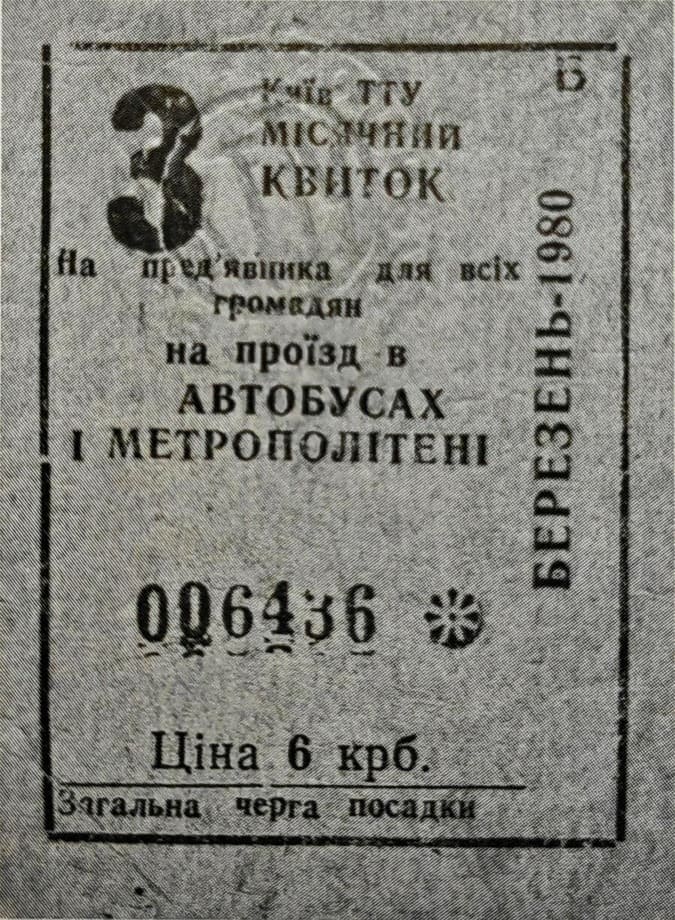 В
3
Київ ТТУ
МІСЯЧНИЙ
КВИТОК
На пред'явника для всіх
громадян
на проїзд в
АВТОБУСАХ
І МЕТРОПОЛІТЕНІ
БЕРЕЗЕНЬ-1980
006436
Ціна 6 крб.
Загальна черга посадки